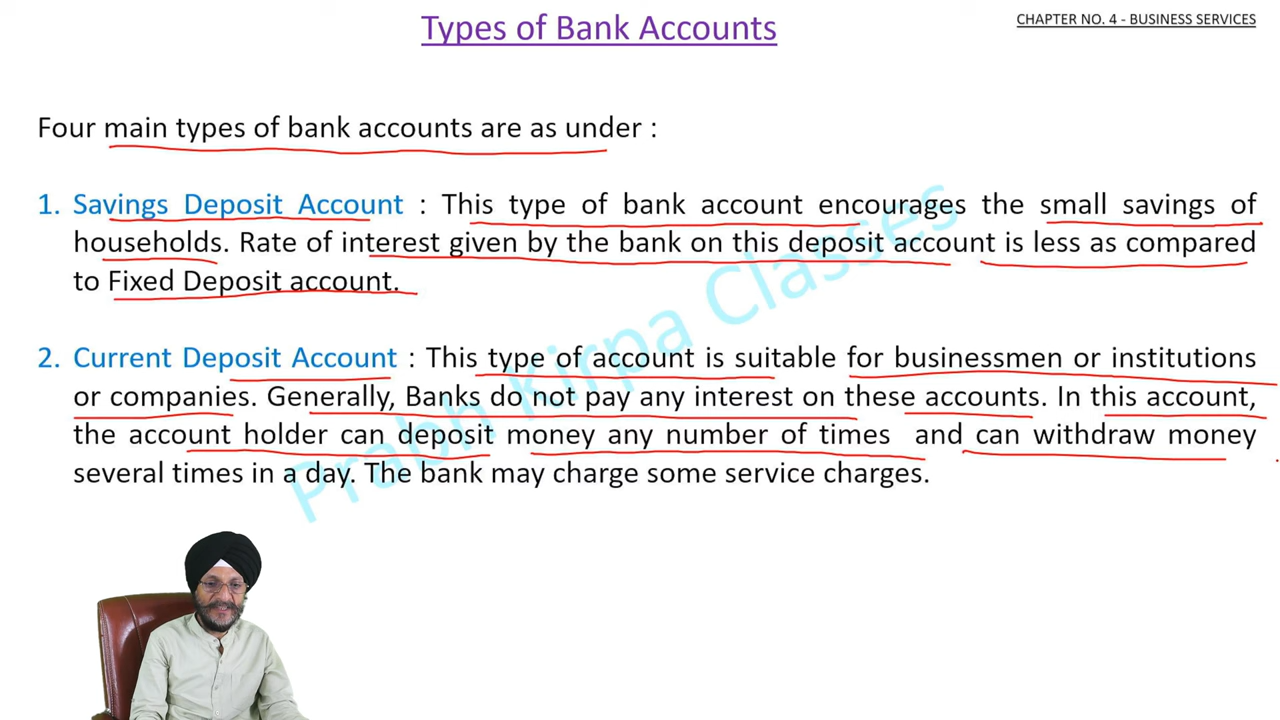 Types of Bank Accounts
CHAPTER NO. 4 - BUSINESS SERVICES
Four main types of bank accounts are as under :
1. Savings Deposit Account : This type of bank account encourages the small savings of
households. Rate of interest given by the bank on this deposit account is less as compared
to Fixed Deposit account.
2. Current Deposit Account : This type of account is suitable for businessmen or institutions
or companies. Generally, Banks do not pay any interest on these accounts. In this account,
the account holder can deposit money any number of times and can withdraw money
several times in a day. The bank may charge some service charges.
Prabh Kirpa Classes